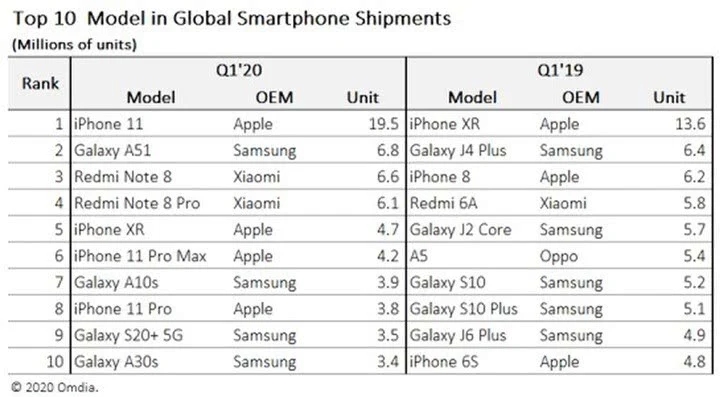 Top 10 Model in Global Smartphone Shipments
(Millions of units)
Rank Q1'20 Q1'19
Model OEM Unit Model OEM Unit
1 iPhone 11 Apple 19.5 iPhone XR Apple 13.6
2 Galaxy A51 Samsung 6.8 Galaxy J4 Plus Samsung 6.4
3 Redmi Note 8 Xiaomi 6.6 iPhone 8 Apple 6.2
4 Redmi Note 8 Pro Xiaomi 6.1 Redmi 6A Xiaomi 5.8
5 iPhone XR Apple 4.7 Galaxy J2 Core Samsung 5.7
6 iPhone 11 Pro Max Apple 4.2 A5 Oppo 5.4
7 Galaxy A10s Samsung 3.9 Galaxy S10 Samsung 5.2
8 iPhone 11 Pro Apple 3.8 Galaxy S10 Plus Samsung 5.1
9 Galaxy S20+ 5G Samsung 3.5 Galaxy J6 Plus Samsung 4.9
10 Galaxy A30s Samsung 3.4 iPhone 6S Apple 4.8
© 2020 Omdia.